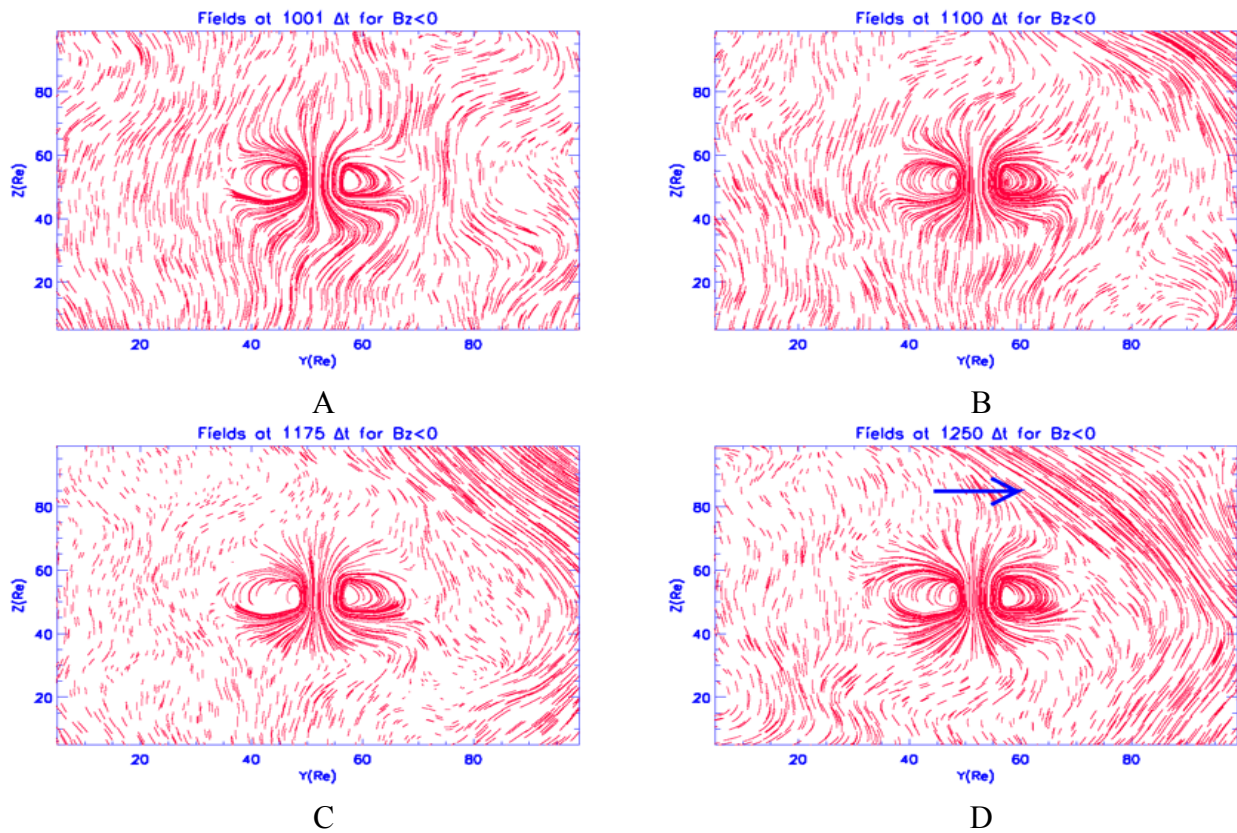 Fields at 1001 Δt for Bz<0
Z(Re)
80
60
40
20
20 40 60 80
Y(Re)
A
Fields at 1100 Δt for Bz<0
Z(Re)
80
60
40
20
20 40 60 80
Y(Re)
B
Fields at 1175 Δt for Bz<0
Z(Re)
80
60
40
20
20 40 60 80
Y(Re)
C
Fields at 1250 Δt for Bz<0
Z(Re)
80
60
40
20
20 40 60 80
Y(Re)
D